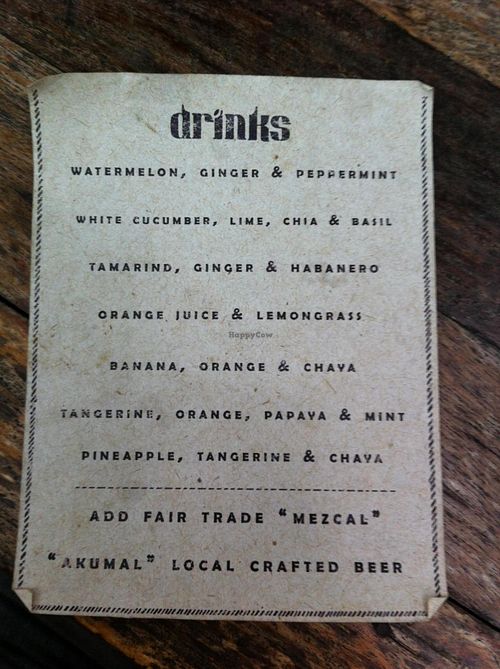 drinks
WATERMELON, GINGER & PEPPERMINT
WHITE CUCUMBER, LIME, CHIA & BASIL
TAMARIND, GINGER & HABANERO
ORANGE JUICE & LEMONGRASS
HappyCow
BANANA, ORANGE & CHAYA
TANGERINE, ORANGE, PAPAYA & MINT
PINEAPPLE, TANGERINE & CHAYA
ADD FAIR TRADE "MEZCAL"
"AKUMAL" LOCAL CRAFTED BEER